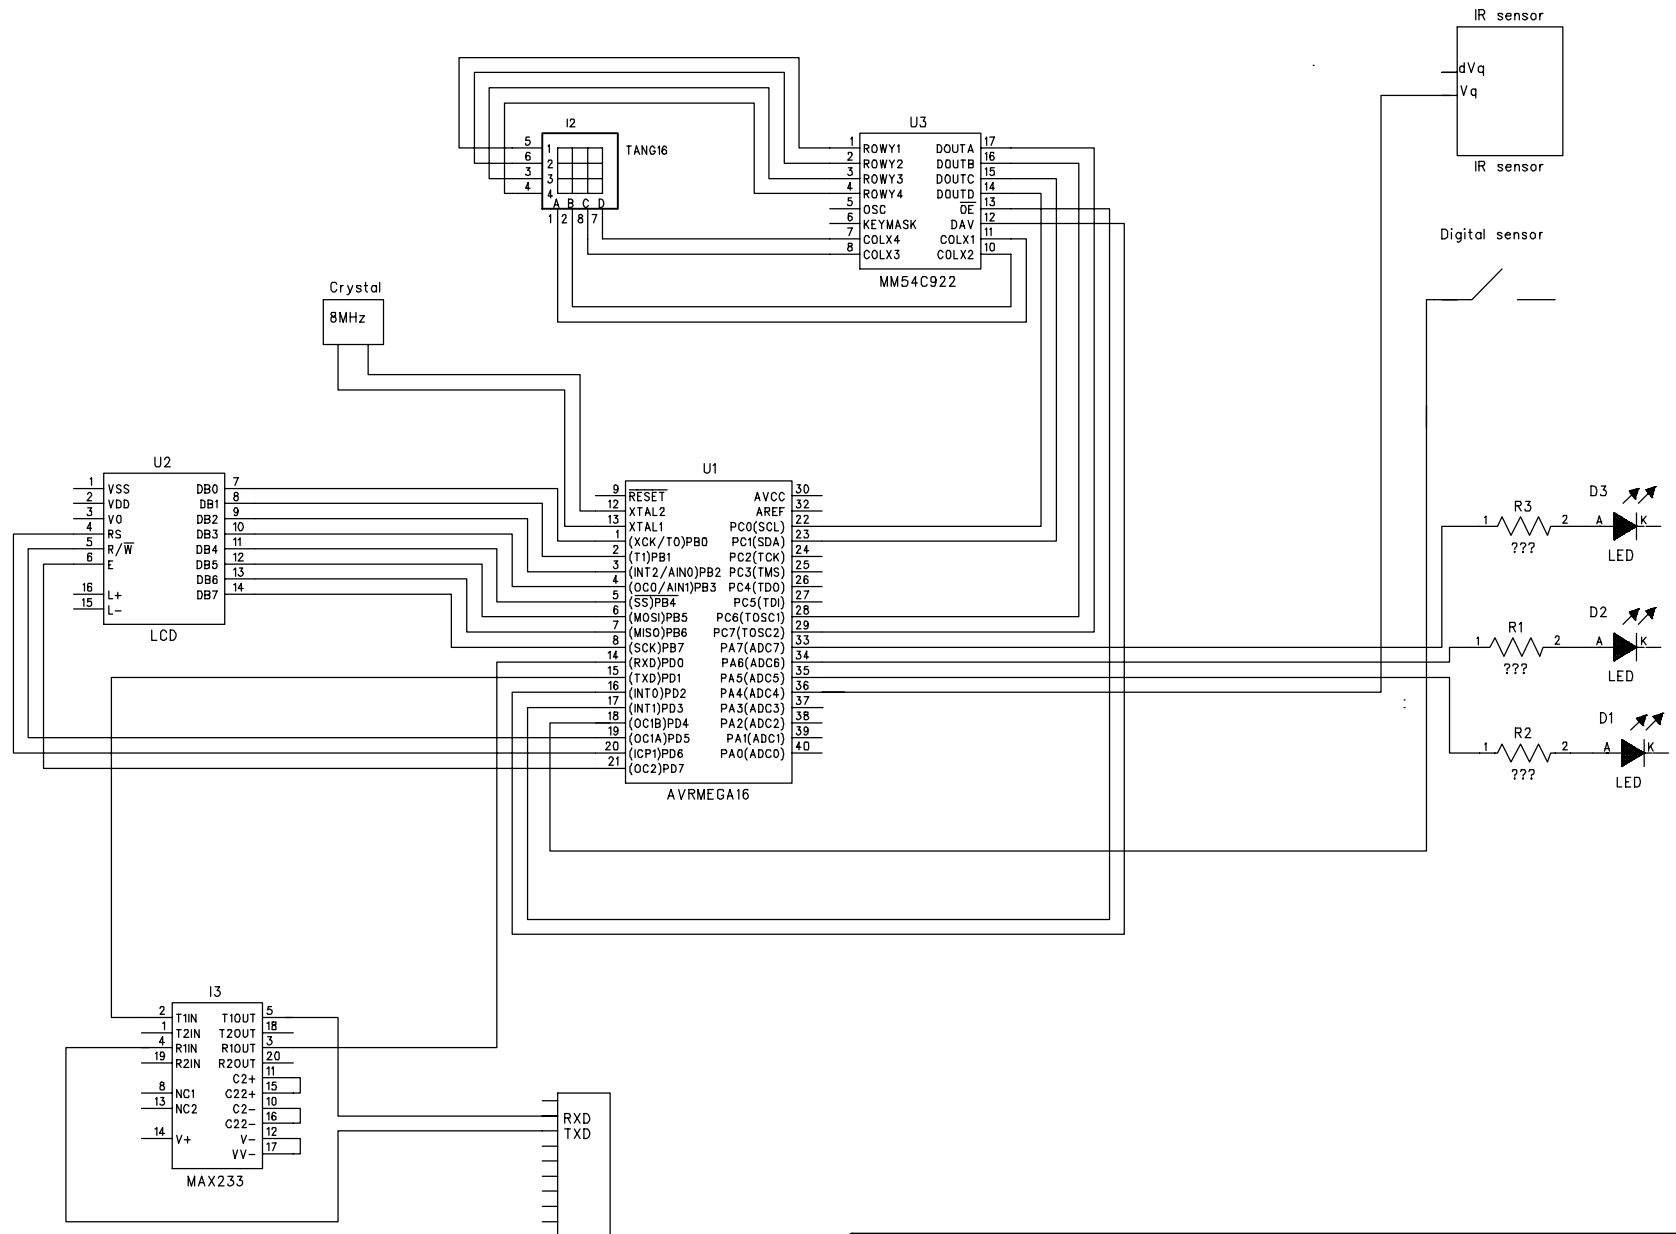 IR sensor
dVq
Vq
IR sensor
Digital sensor
I2
TANG16
5 1
6 2
3 3
4 4
A B C D
1 2 8 7
U3
1 ROWY1 DOUTA 17
2 ROWY2 DOUTB 16
3 ROWY3 DOUTC 15
4 ROWY4 DOUTD 14
5 OSC OE 13
6 KEYMASK DAV 12
7 COLX4 COLX1 11
8 COLX3 COLX2 10
MM54C922
Crystal
8MHz
U2
1 VSS DB0 7
2 VDD DB1 8
3 V0 DB2 9
4 RS DB3 10
5 R/W DB4 11
6 E DB5 12
DB6 13
16 L+ DB7 14
15 L-
LCD
U1
9 RESET AVCC 30
12 XTAL2 AREF 32
13 XTAL1 PC0(SCL) 22
1 (XCK/T0)PB0 PC1(SDA) 23
2 (T1)PB1 PC2(TCK) 24
3 (INT2/AIN0)PB2 PC3(TMS) 25
4 (OC0/AIN1)PB3 PC4(TDO) 26
5 (SS)PB4 PC5(TDI) 27
6 (MOSI)PB5 PC6(TOSC1) 28
7 (MISO)PB6 PC7(TOSC2) 29
8 (SCK)PB7 PA7(ADC7) 33
14 (RXD)PD0 PA6(ADC6) 34
15 (TXD)PD1 PA5(ADC5) 35
16 (INT0)PD2 PA4(ADC4) 36
17 (INT1)PD3 PA3(ADC3) 37
18 (OC1B)PD4 PA2(ADC2) 38
19 (OC1A)PD5 PA1(ADC1) 39
20 (ICP1)PD6 PA0(ADC0) 40
21 (OC2)PD7
AVRMEGA16
D3
R3
1 2 A K
???
LED
D2
R1
1 2 A K
???
LED
D1
R2
1 2 A K
???
LED
I3
2 T1IN T1OUT 5
1 T2IN T2OUT 18
4 R1IN R1OUT 3
19 R2IN R2OUT 20
C2+ 11
8 NC1 C22+ 15
13 NC2 C2- 10
C22- 16
14 V+ V- 12
VV- 17
MAX233
RXD
TXD